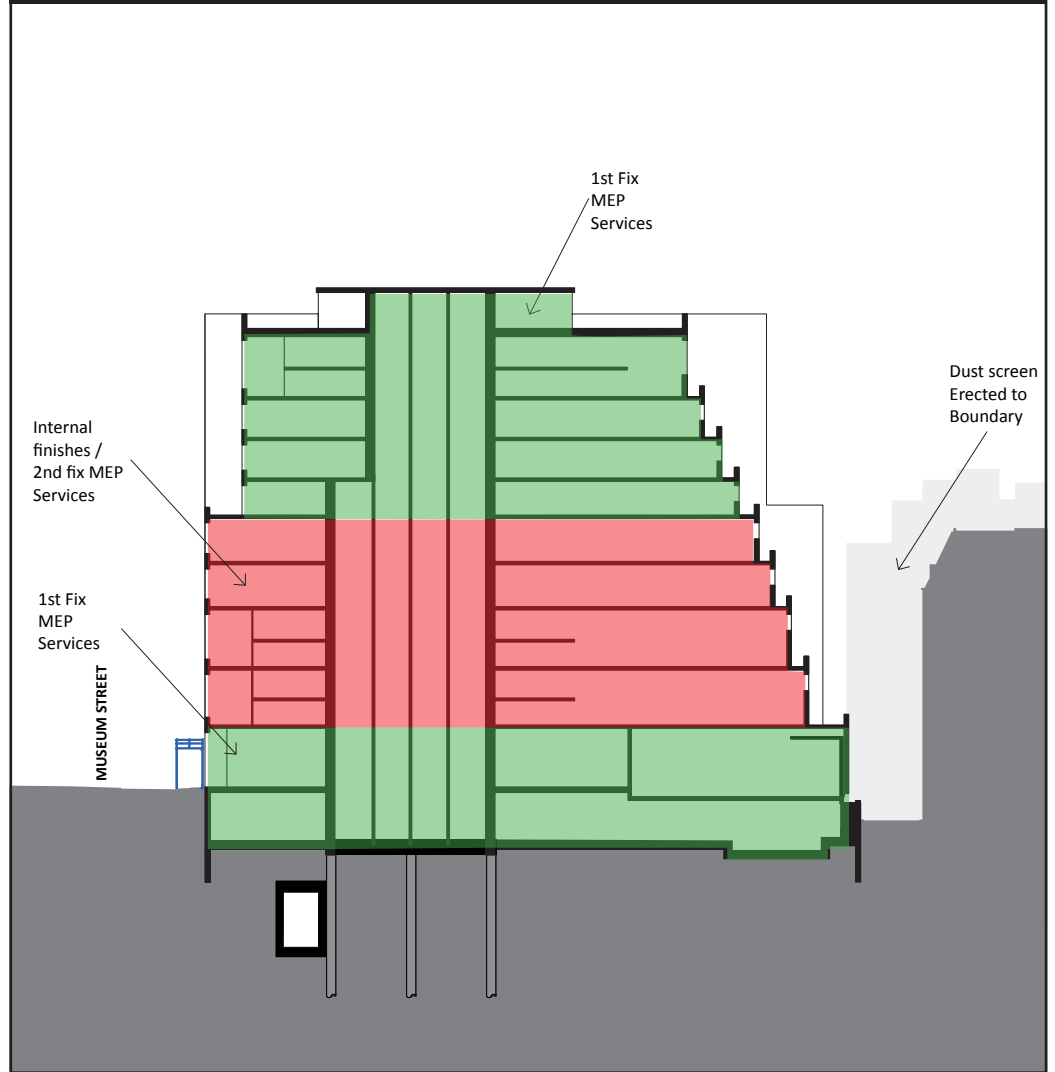 1st Fix
MEP
Services
Dust screen
Erected to
Boundary
Internal
finishes /
2nd fix MEP
Services
1st Fix
MEP
Services
MUSEUM STREET